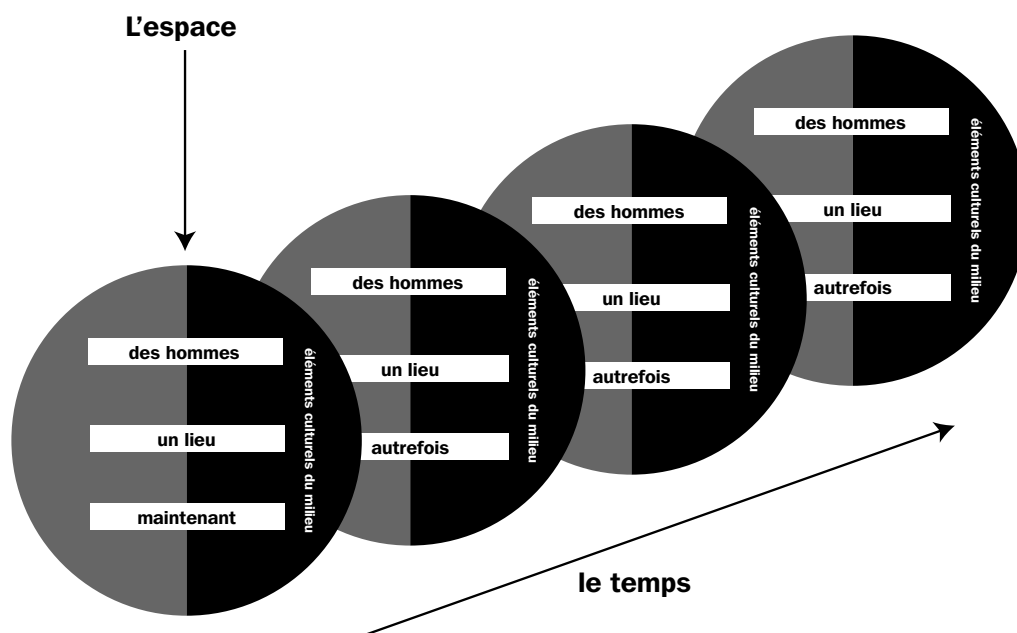 L'espace
des hommes
un lieu
maintenant
éléments culturels du milieu
des hommes
un lieu
autrefois
éléments culturels du milieu
des hommes
un lieu
autrefois
éléments culturels du milieu
des hommes
un lieu
autrefois
éléments culturels du milieu
le temps